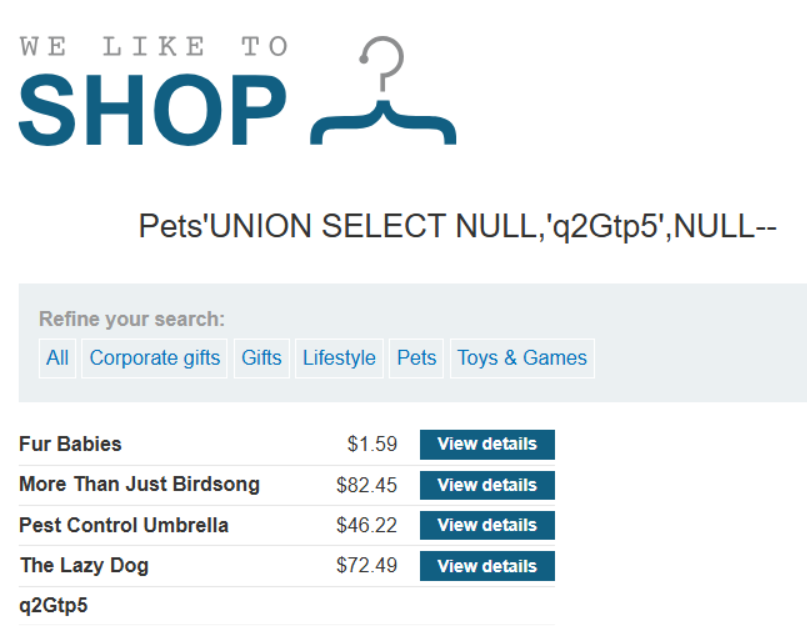 WE LIKE TO
SHOP
Pets'UNION SELECT NULL,'q2Gtp5',NULL--
Refine your search:
All Corporate gifts Gifts Lifestyle Pets Toys & Games
Fur Babies $1.59 View details
More Than Just Birdsong $82.45 View details
Pest Control Umbrella $46.22 View details
The Lazy Dog $72.49 View details
q2Gtp5